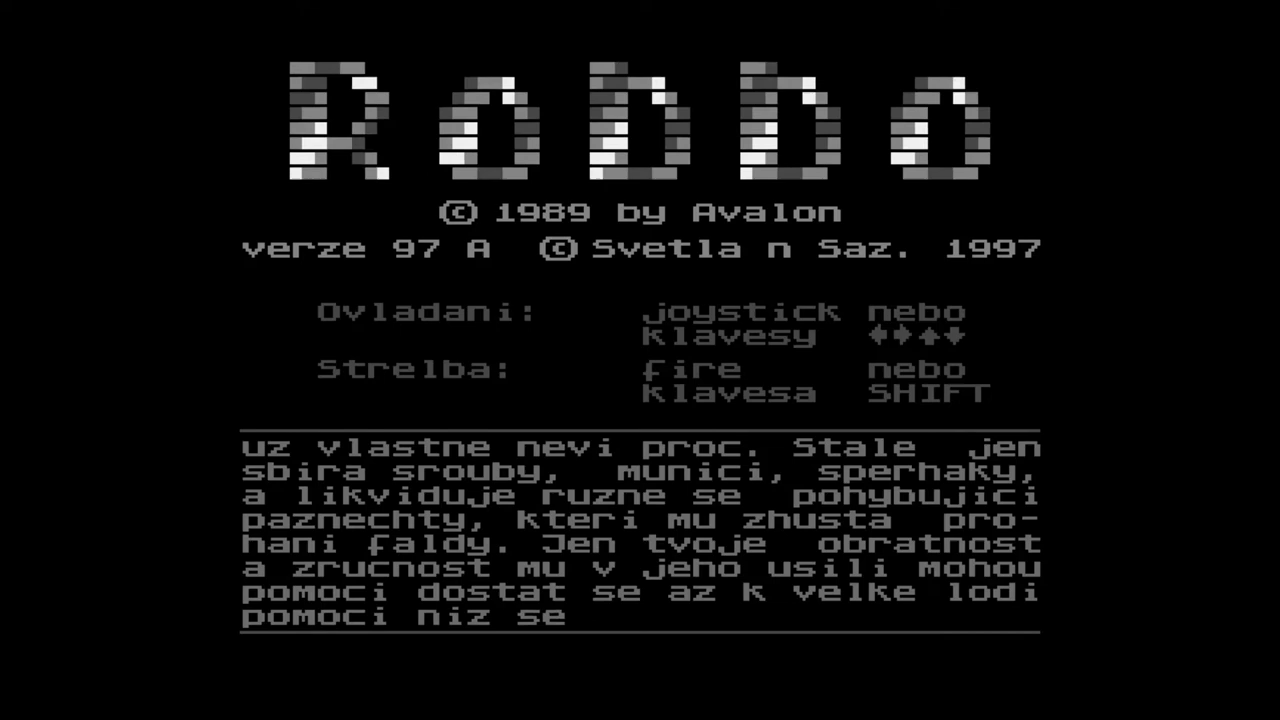 Robbo
© 1989 by Avalon
verze 97 A © Svetla n Saz. 1997
Ovladani: joystick nebo
klavesy ←→↑↓
Strelba: fire nebo
klavesa SHIFT
uz vlastne nevi proc. Stale jen
sbira srouby, munici, sperhaky,
a likviduje ruzne se pohybujici
paznechty, kteri mu zhusta pro-
hani faldy. Jen tvoje obratnost
a zrucnost mu v jeho usili mohou
pomoci dostat se az k velke lodi
pomoci niz se